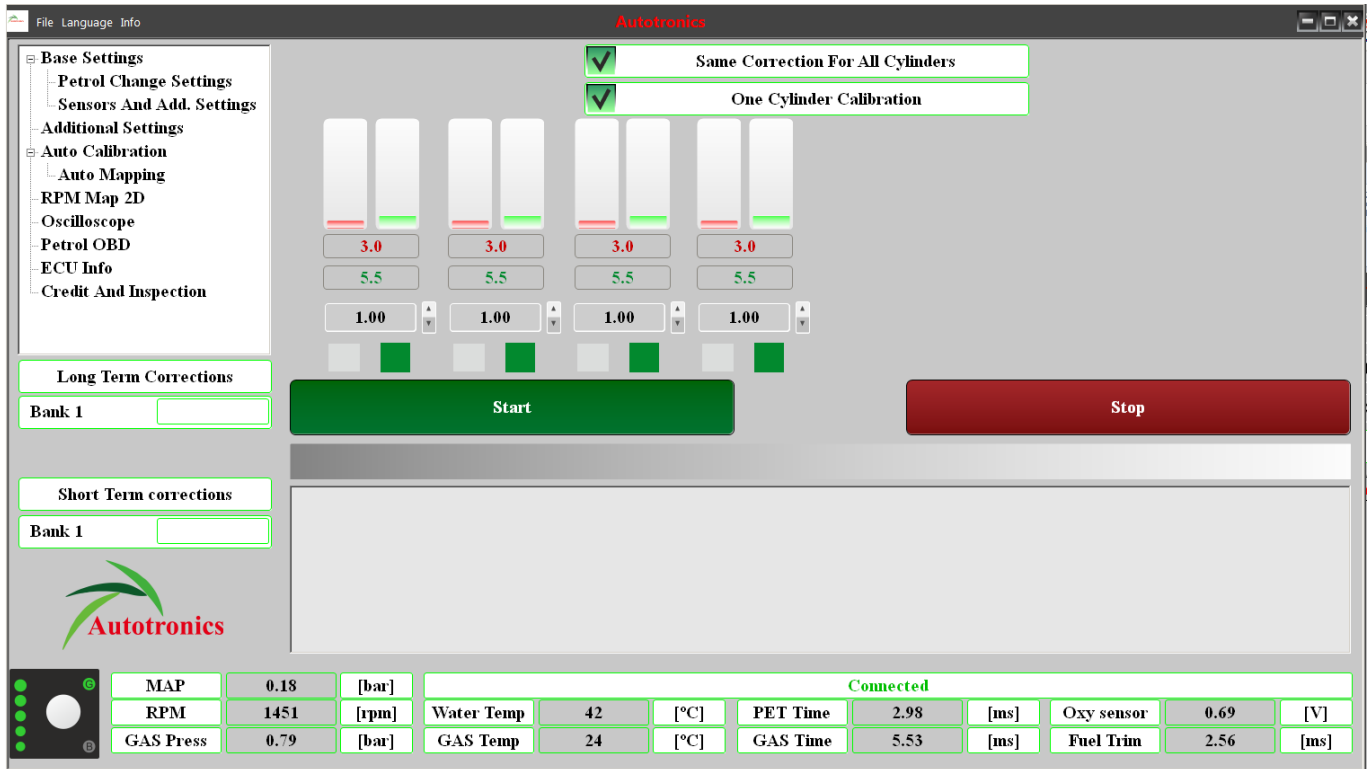 File Language Info
Autotronics
Base Settings
Petrol Change Settings
Sensors And Add. Settings
Additional Settings
Auto Calibration
Auto Mapping
RPM Map 2D
Oscilloscope
Petrol OBD
ECU Info
Credit And Inspection
Same Correction For All Cylinders
One Cylinder Calibration
3.0 3.0 3.0 3.0
5.5 5.5 5.5 5.5
1.00 1.00 1.00 1.00
Start Stop
Long Term Corrections
Bank 1
Short Term corrections
Bank 1
Autotronics
G
B
MAP 0.18 [bar] Connected
RPM 1451 [rpm] Water Temp 42 [°C] PET Time 2.98 [ms] Oxy sensor 0.69 [V]
GAS Press 0.79 [bar] GAS Temp 24 [°C] GAS Time 5.53 [ms] Fuel Trim 2.56 [ms]